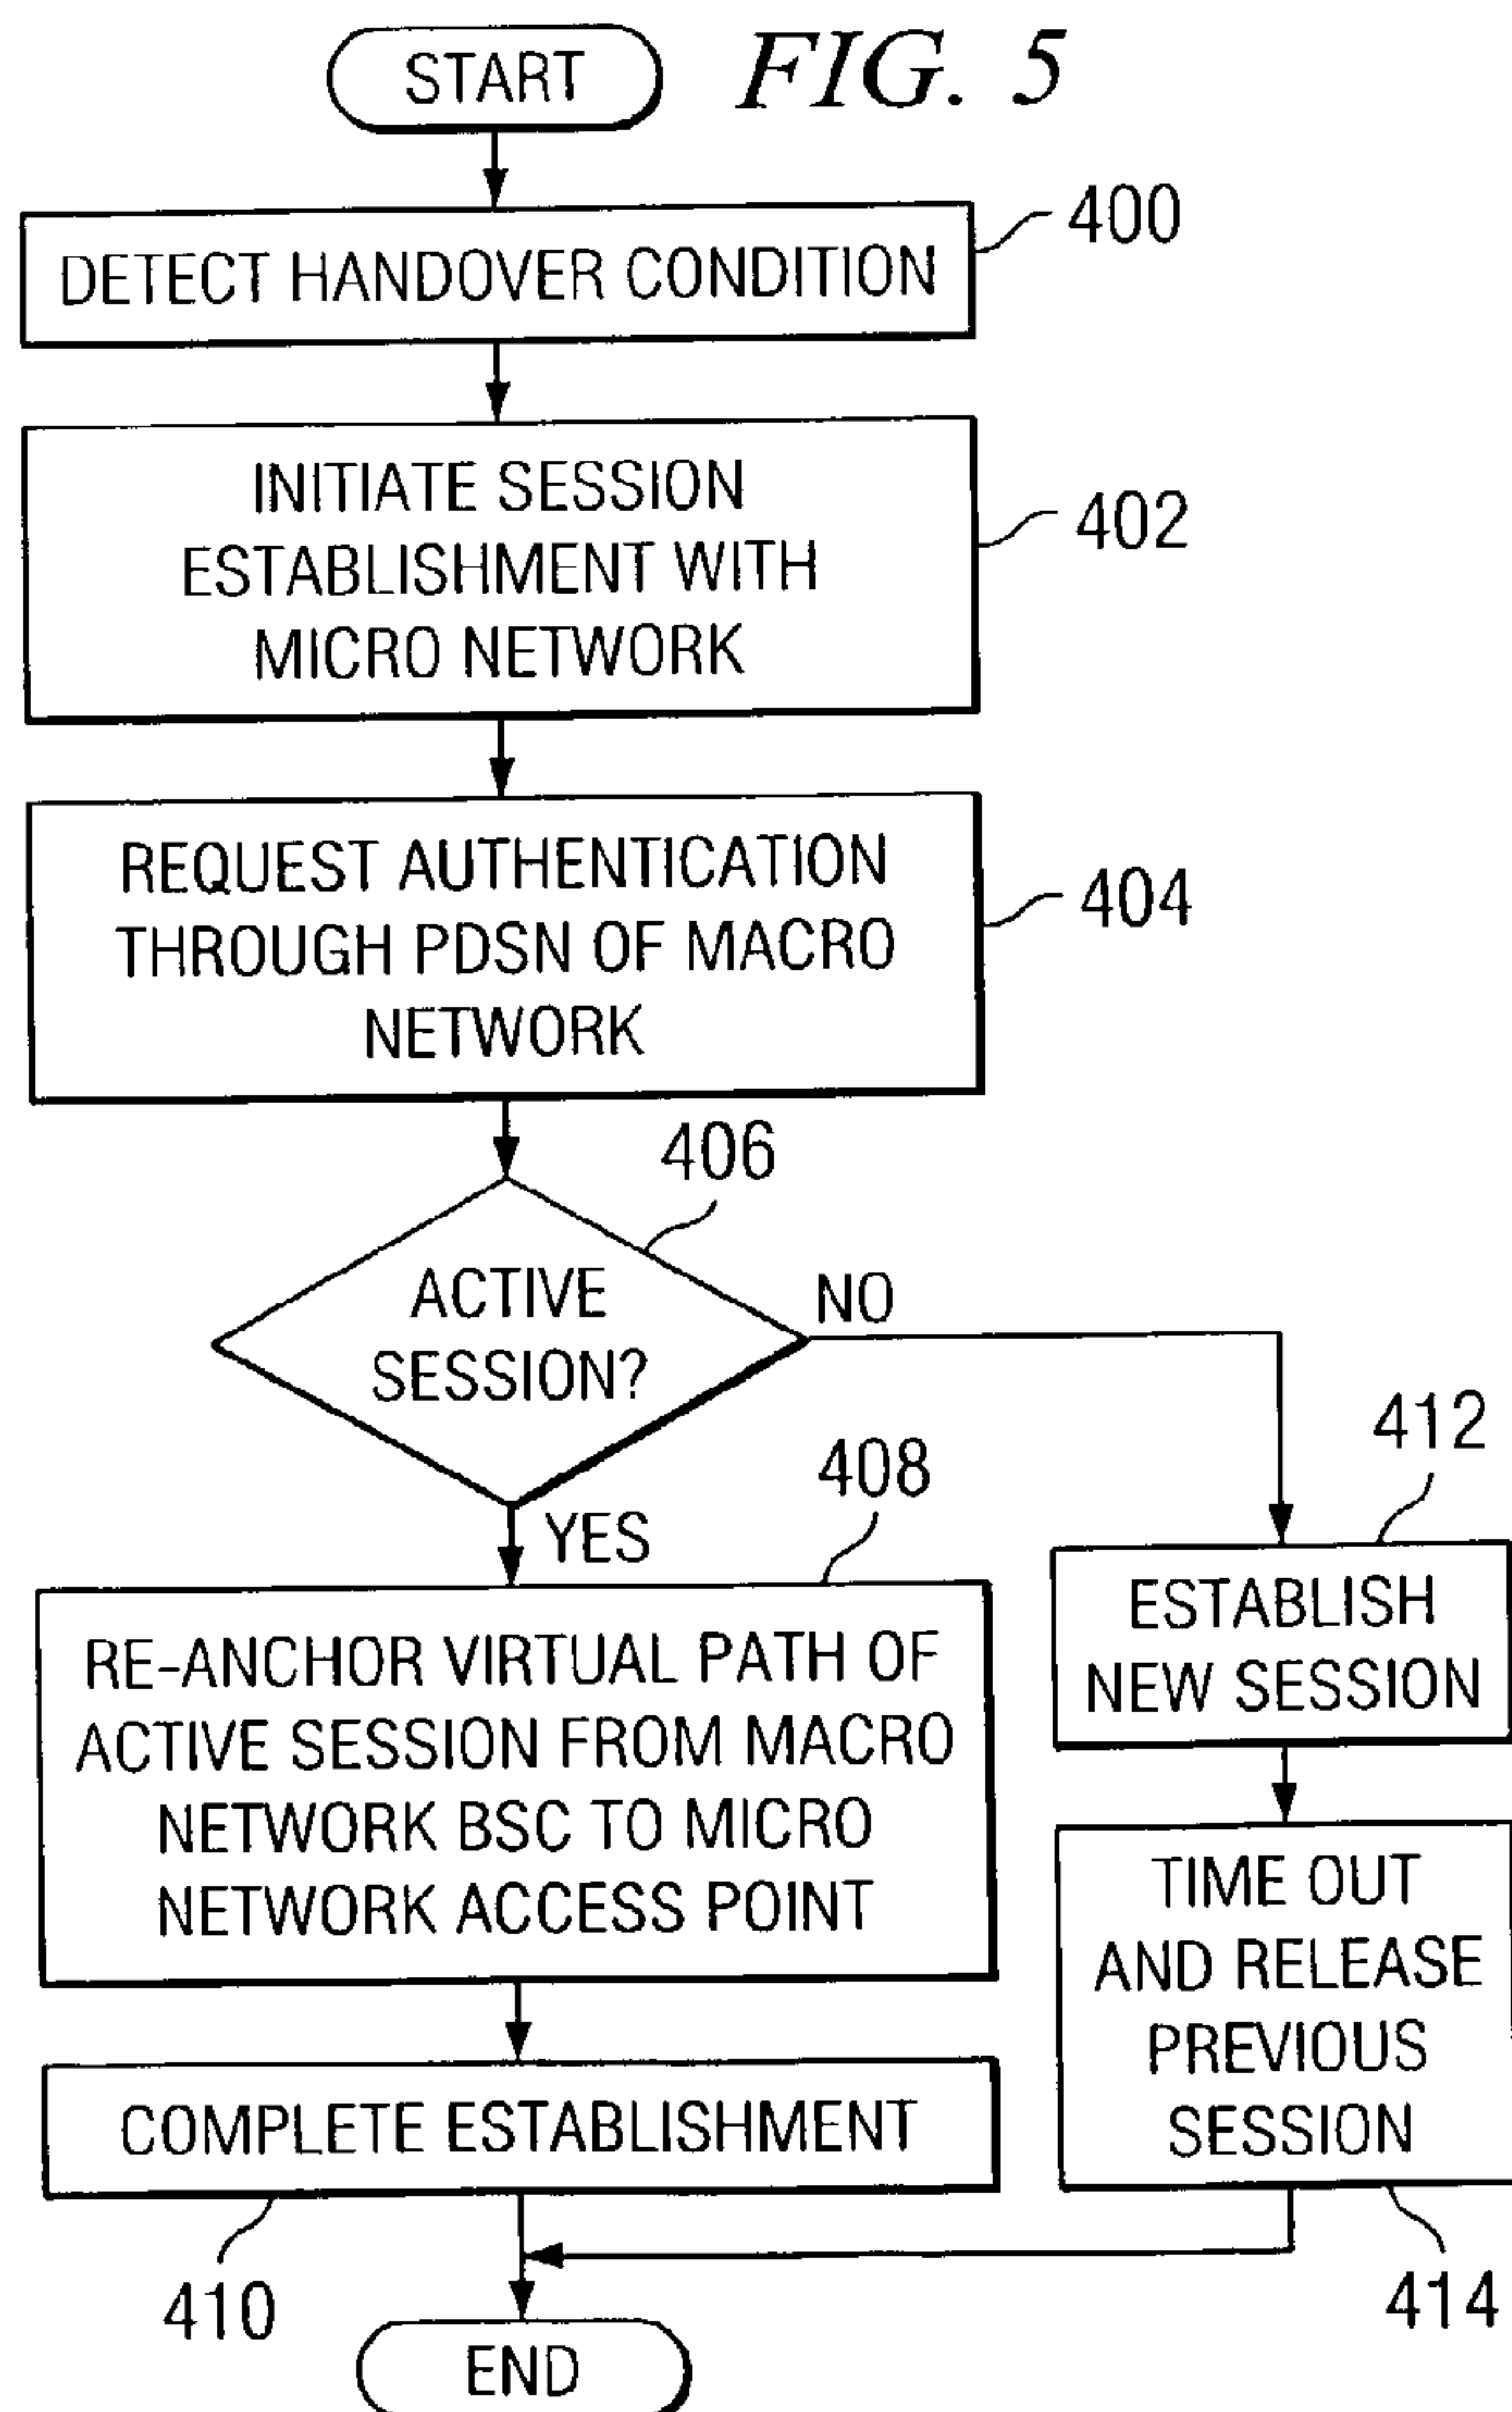 START
FIG. 5
DETECT HANDOVER CONDITION
400
INITIATE SESSION
ESTABLISHMENT WITH
MICRO NETWORK
402
REQUEST AUTHENTICATION
THROUGH PDSN OF MACRO
NETWORK
404
406
ACTIVE
SESSION?
NO
YES
408
RE-ANCHOR VIRTUAL PATH OF
ACTIVE SESSION FROM MACRO
NETWORK BSC TO MICRO
NETWORK ACCESS POINT
412
ESTABLISH
NEW SESSION
TIME OUT
AND RELEASE
PREVIOUS
SESSION
COMPLETE ESTABLISHMENT
410
414
END